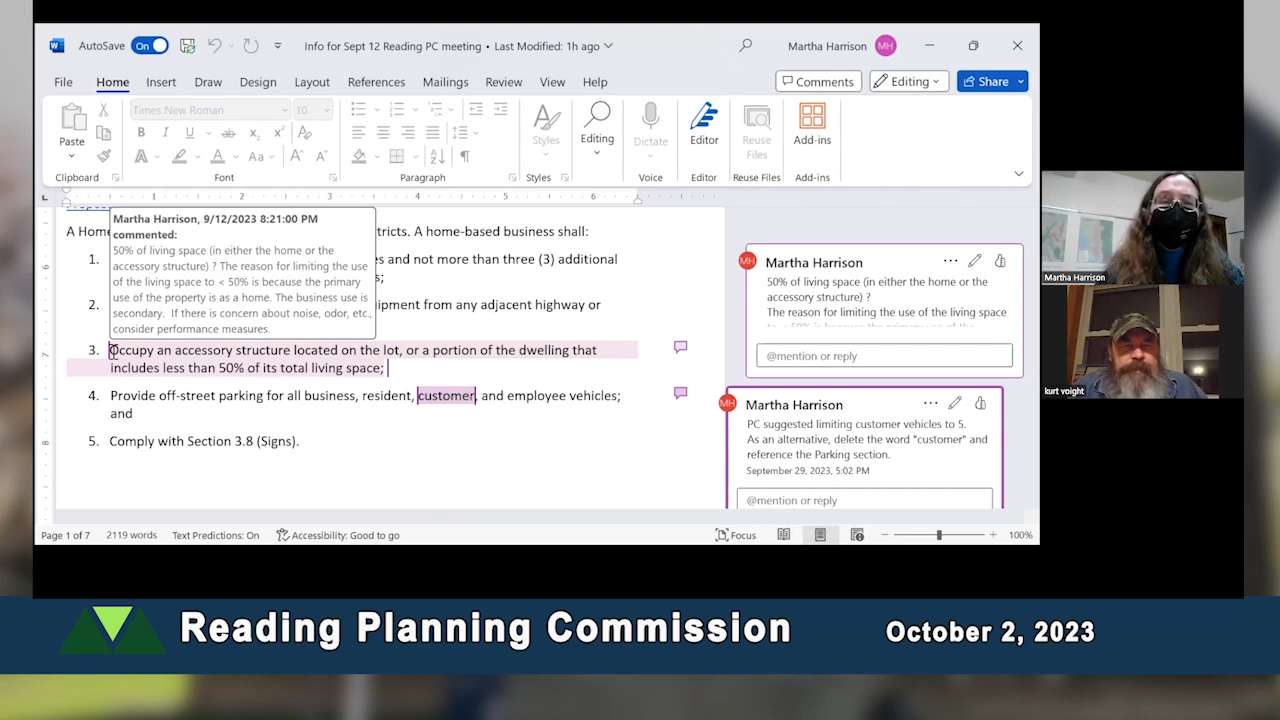 AutoSave On Info for Sept 12 Reading PC meeting • Last Modified: 1h ago Martha Harrison MH
File Home Insert Draw Design Layout References Mailings Review View Help Comments Editing Share
Times New Roman 10
Paste Styles Editing Dictate Editor Reuse Files Add-ins
Clipboard Font Paragraph Styles Voice Editor Reuse Files Add-ins
1 2 3 4 5 6
Martha Harrison, 9/12/2023 8:21:00 PM
commented:
50% of living space (in either the home or the
accessory structure) ? The reason for limiting the use
of the living space to < 50% is because the primary
use of the property is as a home. The business use is
secondary. If there is concern about noise, odor, etc.,
consider performance measures.
A Home tricts. A home-based business shall:
1. es and not more than three (3) additional
s;
2. ipment from any adjacent highway or
3. Occupy an accessory structure located on the lot, or a portion of the dwelling that
includes less than 50% of its total living space;
4. Provide off-street parking for all business, resident, customer, and employee vehicles;
and
5. Comply with Section 3.8 (Signs).
MH Martha Harrison
50% of living space (in either the home or the
accessory structure) ?
The reason for limiting the use of the living space
@mention or reply
MH Martha Harrison
PC suggested limiting customer vehicles to 5.
As an alternative, delete the word "customer" and
reference the Parking section.
September 29, 2023, 5:02 PM
@mention or reply
Page 1 of 7 2119 words Text Predictions: On Accessibility: Good to go Focus 100%
Martha Harrison
kurt voight
Reading Planning Commission October 2, 2023